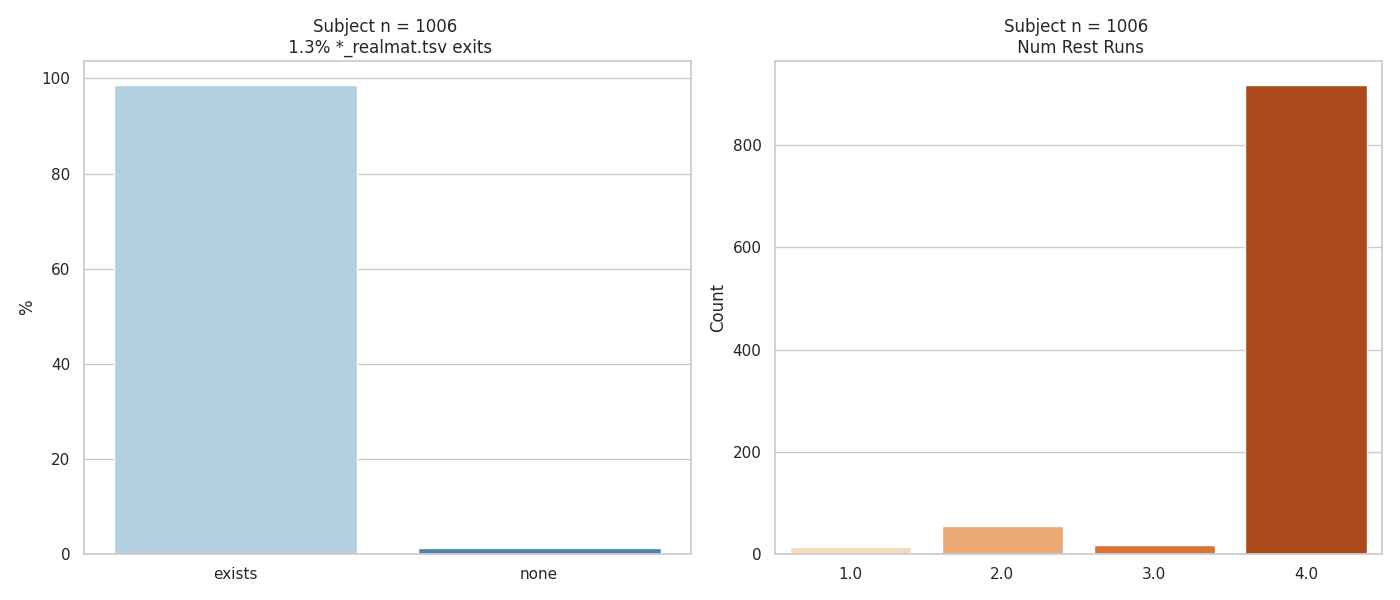 Subject n = 1006
1.3% *_realmat.tsv exits
%
100
80
60
40
20
0
exists
none
Subject n = 1006
Num Rest Runs
Count
800
600
400
200
0
1.0
2.0
3.0
4.0